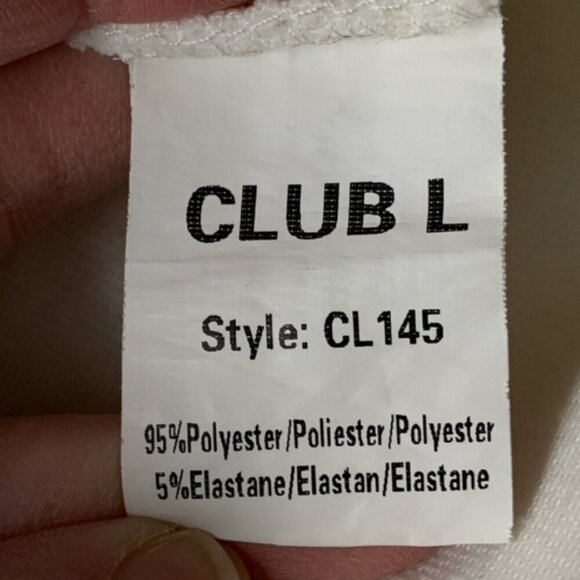 CLUB L
Style: CL145
95%Polyester/Poliester/Polyester
5%Elastane/Elastan/Elastane